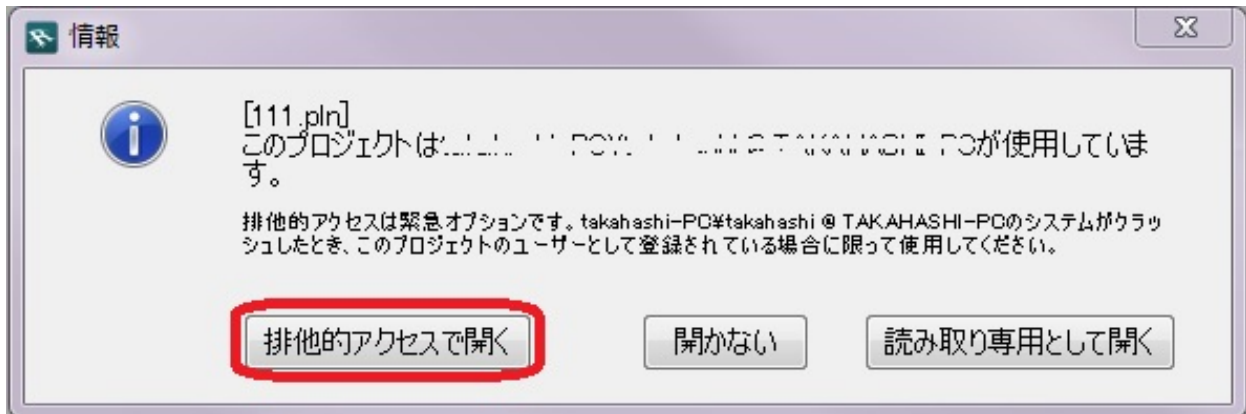 情報
[111.pln]
このプロジェクトはが使用していま
す。
排他的アクセスは緊急オプションです。takahashi-PC¥takahashi @ TAKAHASHI-PCのシステムがクラッ
シュしたとき、このプロジェクトのユーザーとして登録されている場合に限って使用してください。
排他的アクセスで開く
開かない
読み取り専用として開く